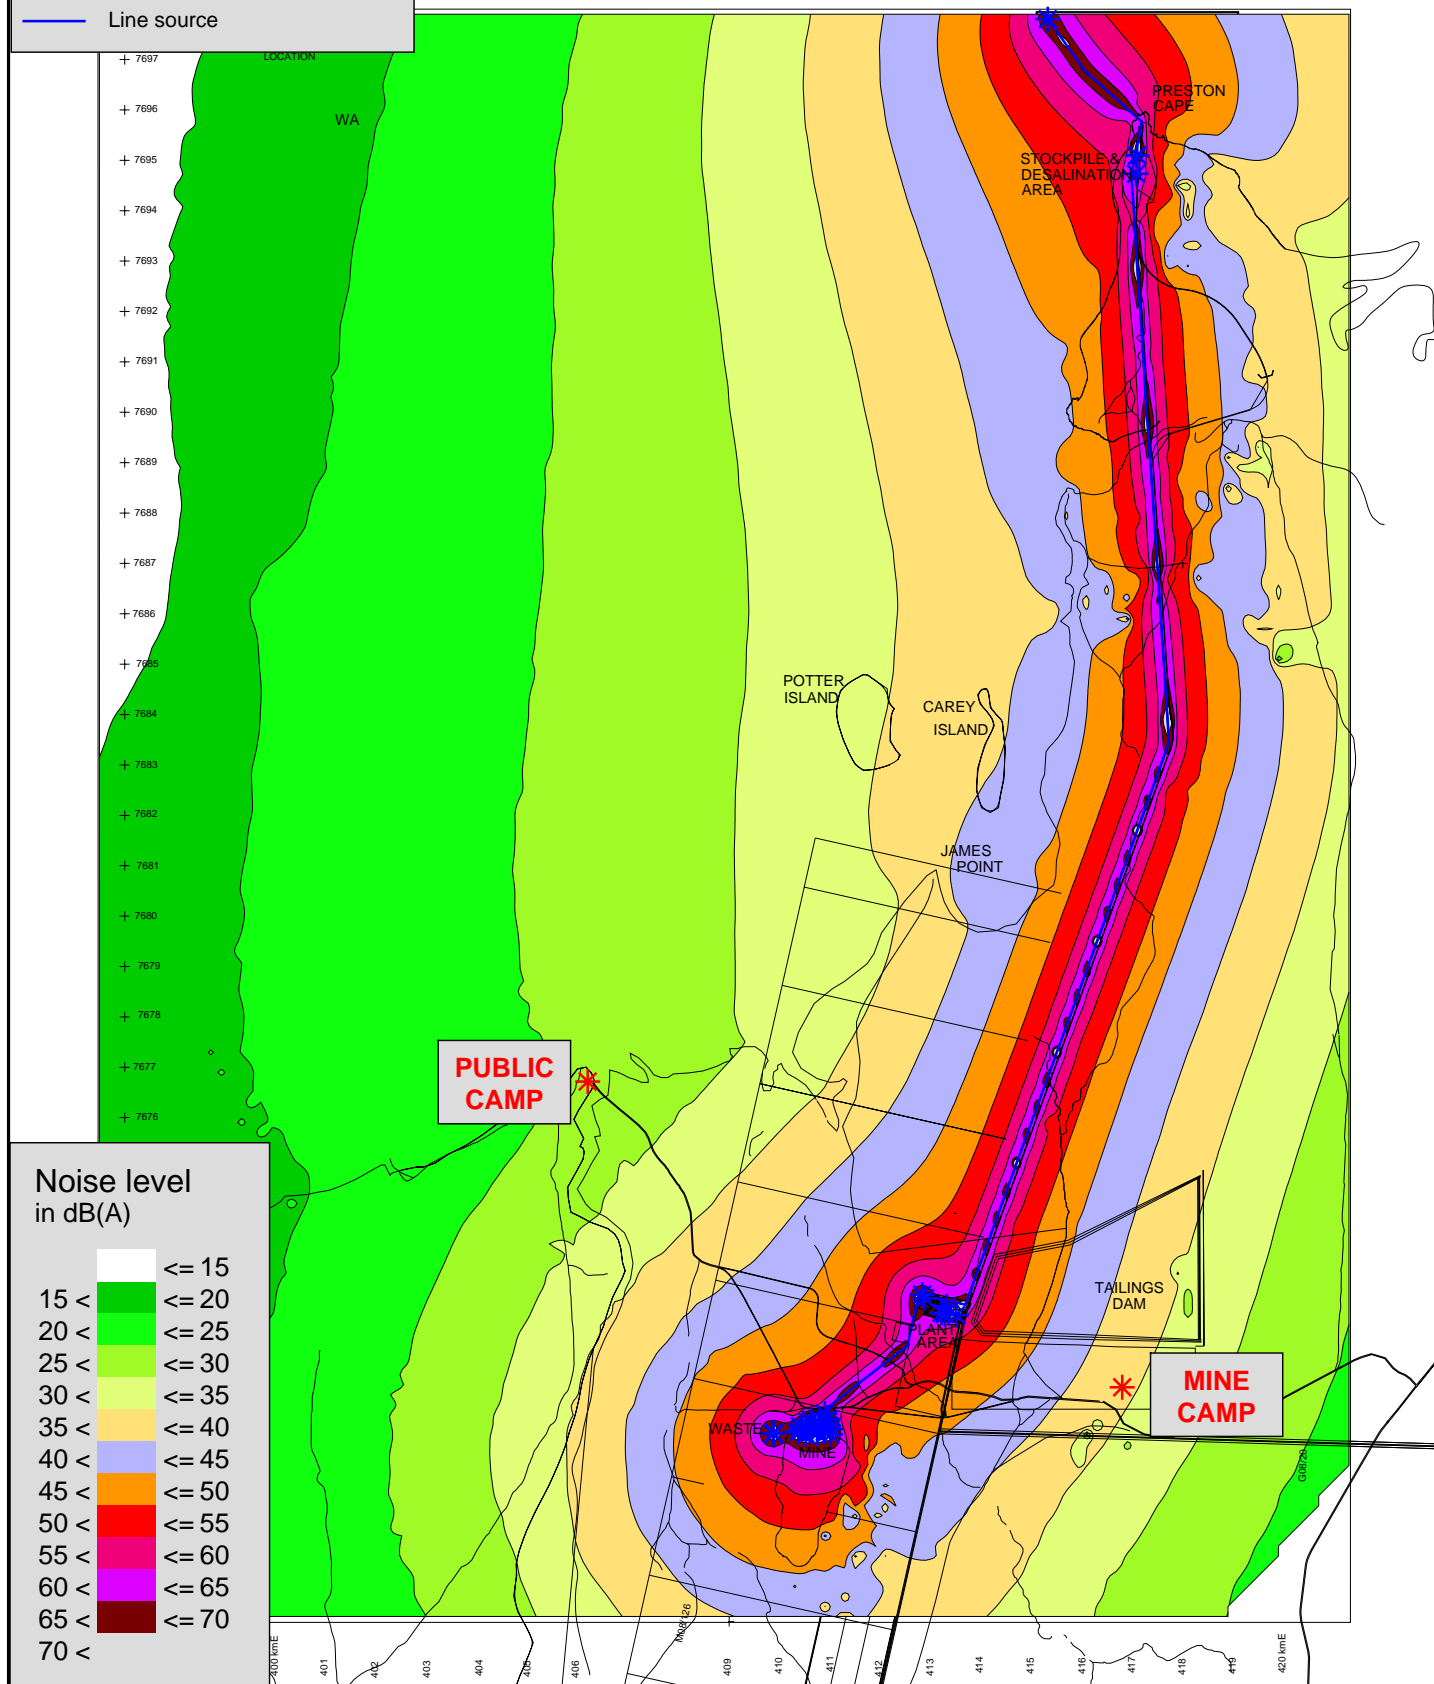 Line source
LOCATION
WA
PRESTON
CAPE
STOCKPILE &
DESALINATION
AREA
7697
7696
7695
7694
7693
7692
7691
7690
7689
7688
7687
7686
7685
7684
7683
7682
7681
7680
7679
7678
7677
7676
POTTER
ISLAND
CAREY
ISLAND
JAMES
POINT
PUBLIC
CAMP
TAILINGS
DAM
PLANT
AREA
MINE
CAMP
WASTE
MINE
G08/20
M08/126
Noise level
in dB(A)
<= 15
15 < <= 20
20 < <= 25
25 < <= 30
30 < <= 35
35 < <= 40
40 < <= 45
45 < <= 50
50 < <= 55
55 < <= 60
60 < <= 65
65 < <= 70
70 <
400 kmE
401
402
403
404
405
406
409
410
411
412
413
414
415
416
417
418
419
420 kmE